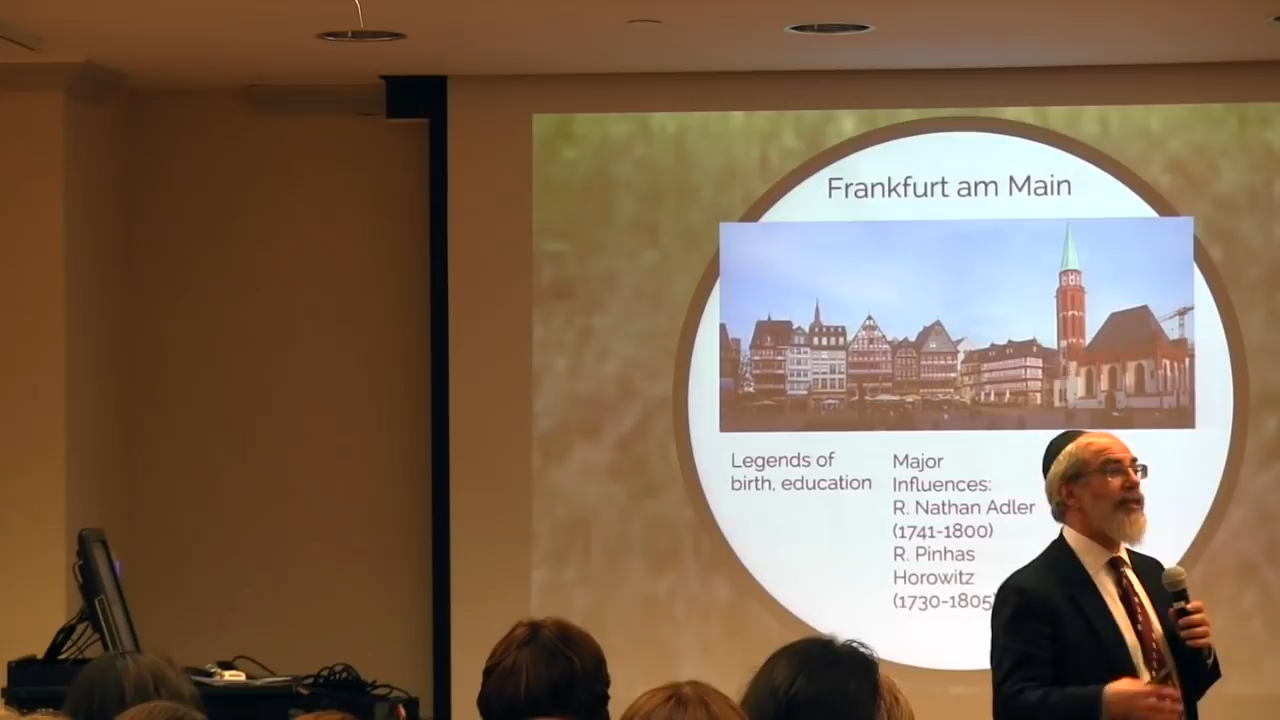 Frankfurt am Main
Legends of
birth, education
Major
Influences:
R. Nathan Adler
(1741-1800)
R. Pinhas
Horowitz
(1730-1805)